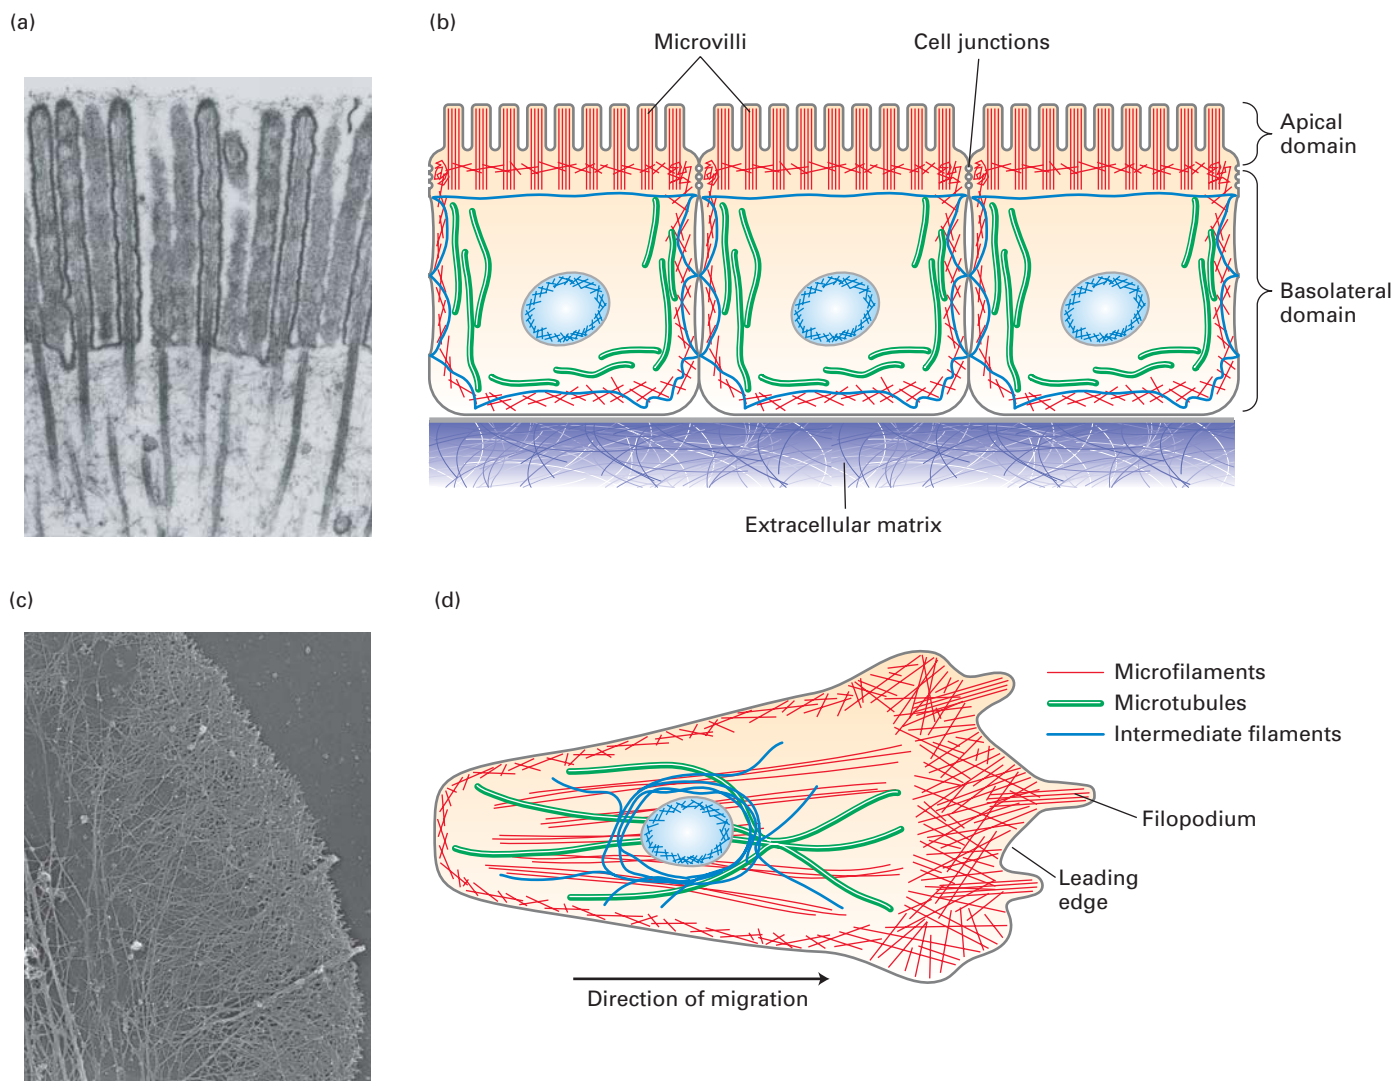 (a)
(b)
Microvilli
Cell junctions
Apical
domain
Basolateral
domain
Extracellular matrix
(c)
(d)
Microfilaments
Microtubules
Intermediate filaments
Filopodium
Leading
edge
Direction of migration